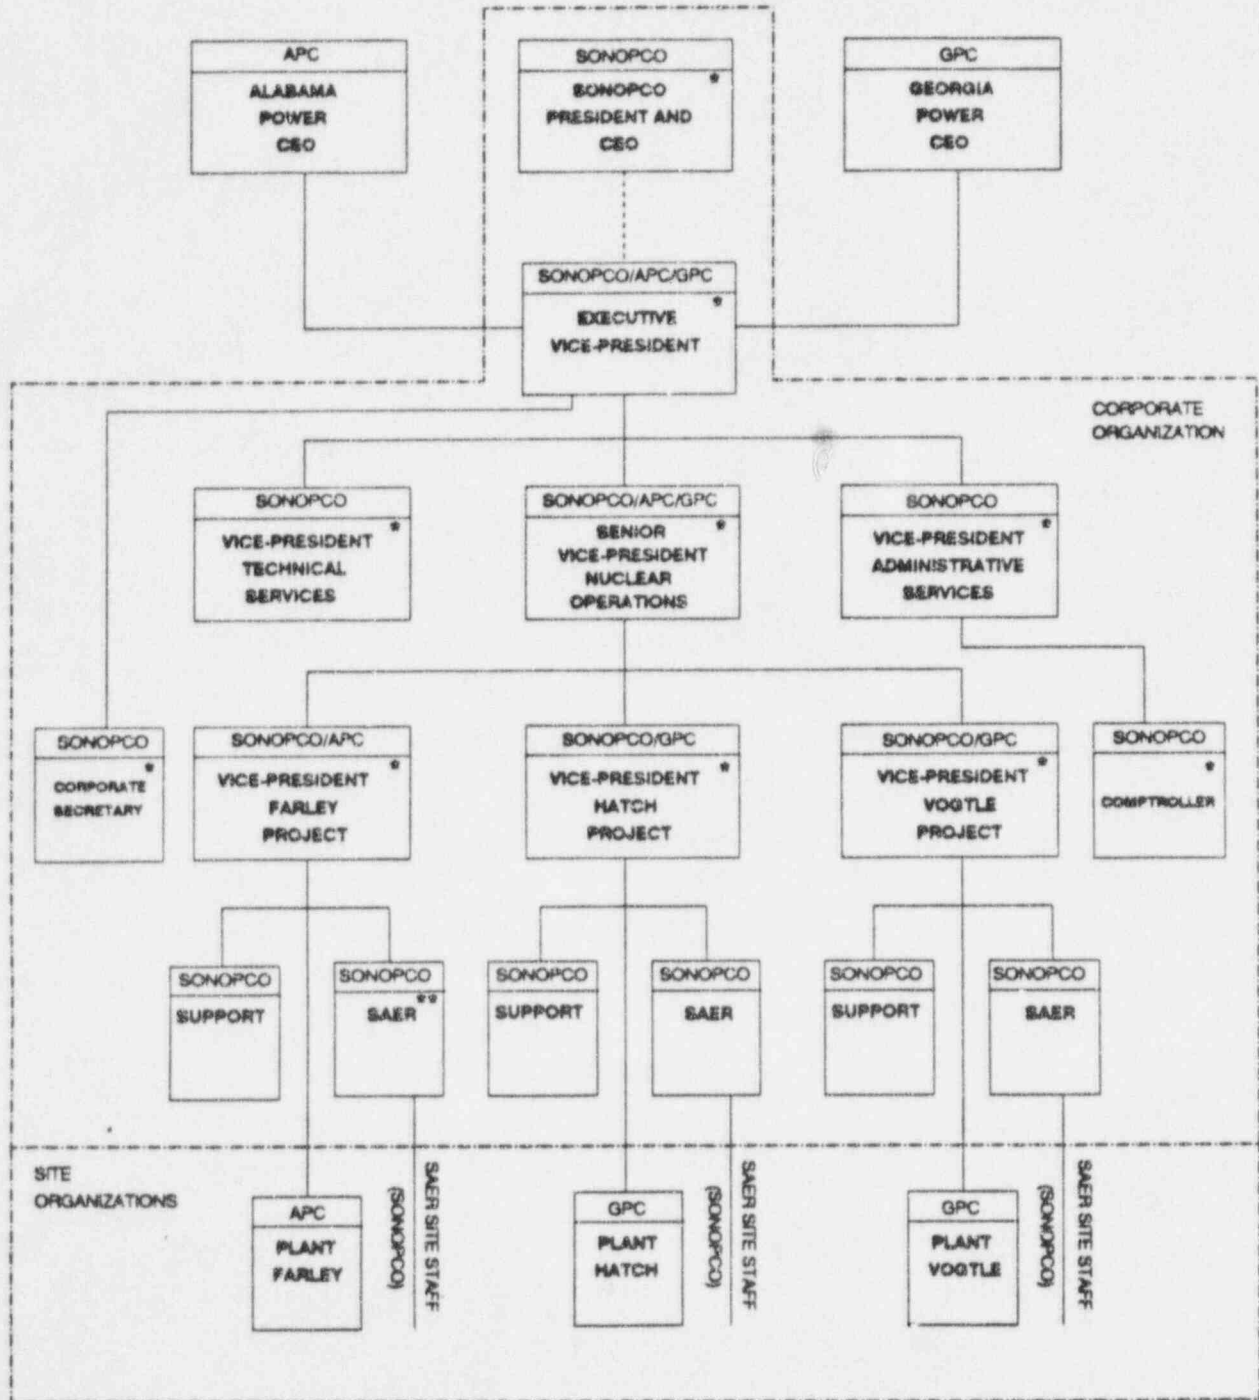 APC
ALABAMA
POWER
CEO
SONOPCO
*
SONOPCO
PRESIDENT AND
CEO
GPC
GEORGIA
POWER
CEO
SONOPCO/APC/GPC
*
EXECUTIVE
VICE-PRESIDENT
CORPORATE
ORGANIZATION
SONOPCO
*
VICE-PRESIDENT
TECHNICAL
SERVICES
SONOPCO/APC/GPC
*
SENIOR
VICE-PRESIDENT
NUCLEAR
OPERATIONS
SONOPCO
*
VICE-PRESIDENT
ADMINISTRATIVE
SERVICES
SONOPCO
*
CORPORATE
SECRETARY
SONOPCO/APC
*
VICE-PRESIDENT
FARLEY
PROJECT
SONOPCO/GPC
*
VICE-PRESIDENT
HATCH
PROJECT
SONOPCO/GPC
*
VICE-PRESIDENT
VOGTLE
PROJECT
SONOPCO
*
COMPTROLLER
SONOPCO
SUPPORT
SONOPCO
SAER**
SONOPCO
SUPPORT
SONOPCO
SAER
SONOPCO
SUPPORT
SONOPCO
SAER
SITE
ORGANIZATIONS
APC
PLANT
FARLEY
SAER SITE STAFF
(SONOPCO)
GPC
PLANT
HATCH
SAER SITE STAFF
(SONOPCO)
GPC
PLANT
VOGTLE
SAER SITE STAFF
(SONOPCO)